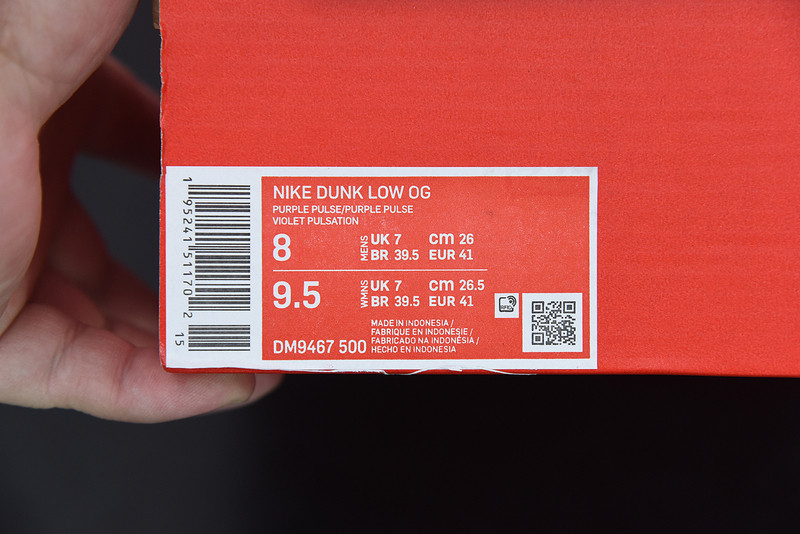 NIKE DUNK LOW OG
PURPLE PULSE/PURPLE PULSE
VIOLET PULSATION
8 MENS UK 7 cm 26
BR 39.5 EUR 41
9.5 WMNS UK 7 cm 26.5
BR 39.5 EUR 41
MADE IN INDONESIA /
FABRIQUE EN INDONESIE /
FABRICADO NA INDONÉSIA /
HECHO EN INDONESIA
DM9467 500
1 95241 51170 2
15